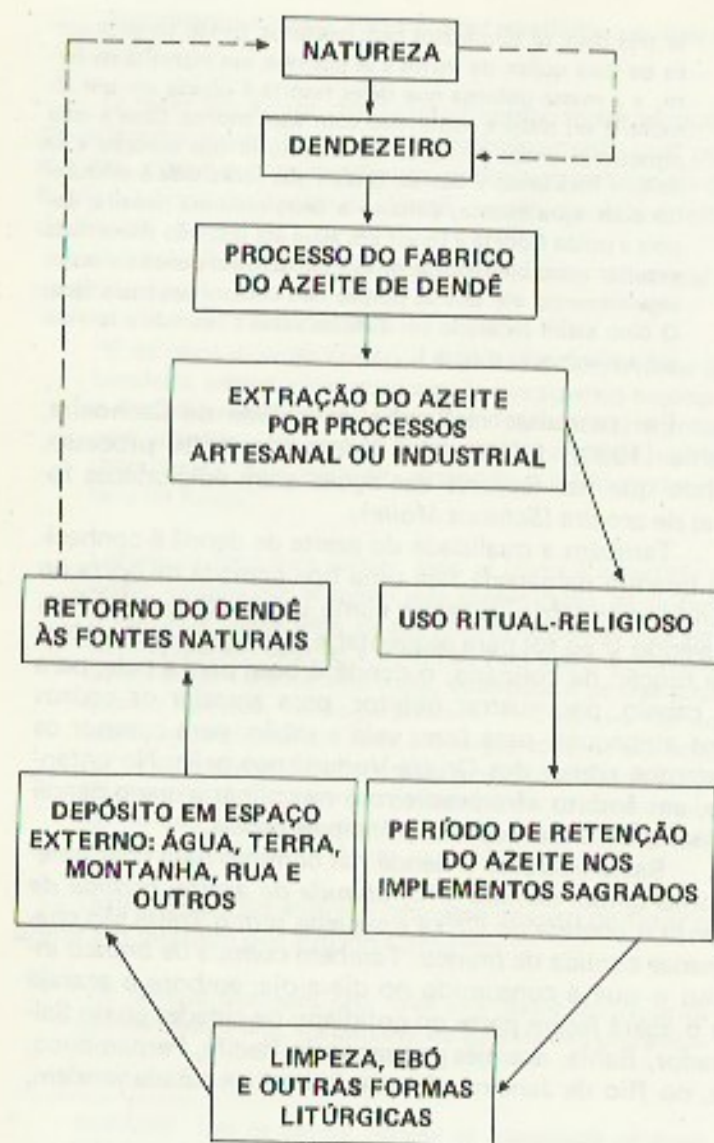 NATUREZA
DENDEZEIRO
PROCESSO DO FABRICO
DO AZEITE DE DENDÊ
EXTRAÇÃO DO AZEITE
POR PROCESSOS
ARTESANAL OU INDUSTRIAL
RETORNO DO DENDÊ
ÀS FONTES NATURAIS
USO RITUAL-RELIGIOSO
DEPÓSITO EM ESPAÇO
EXTERNO: ÁGUA, TERRA,
MONTANHA, RUA E
OUTROS
PERÍODO DE RETENÇÃO
DO AZEITE NOS
IMPLEMENTOS SAGRADOS
LIMPEZA, EBÓ
E OUTRAS FORMAS
LITÚRGICAS